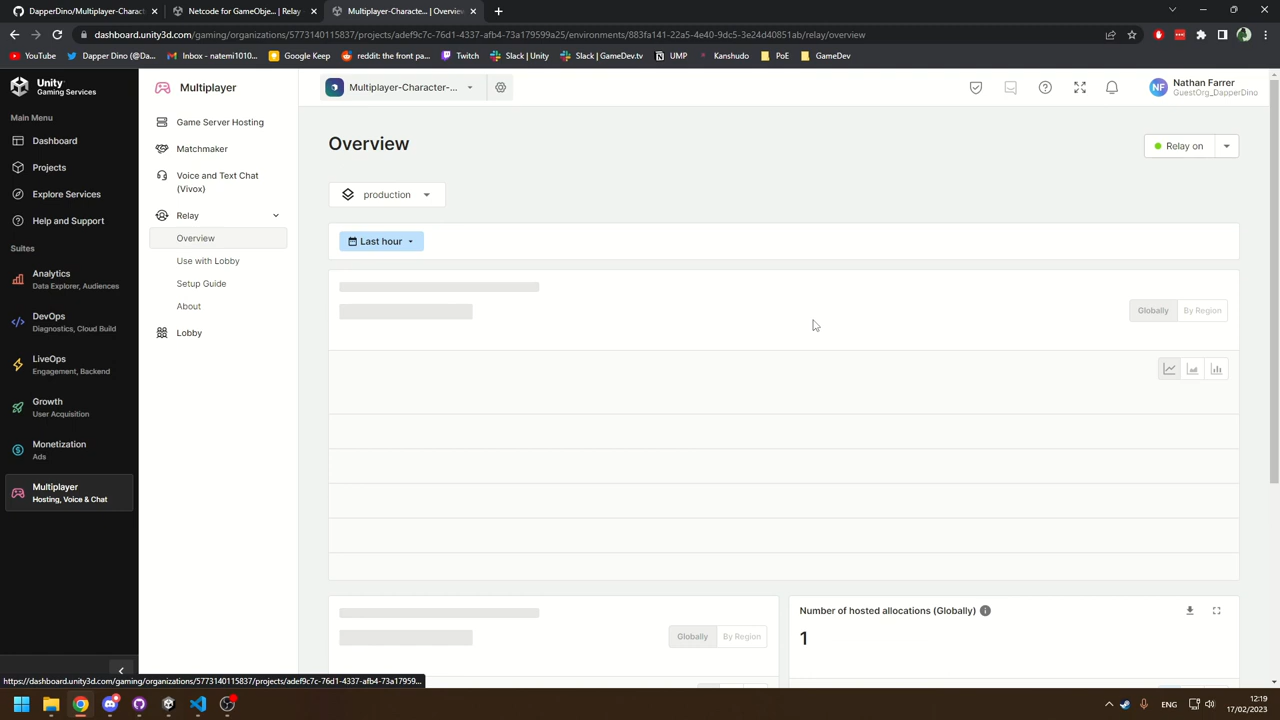 DapperDino/Multiplayer-Charact
Netcode for GameObje... | Relay
Multiplayer-Characte... | Overview
dashboard.unity3d.com/gaming/organizations/5773140115837/projects/adef9c7c-76d1-4337-afb4-73a179599a25/environments/883fa141-22a5-4e40-9dc5-3e24d40851ab/relay/overview
YouTube
Dapper Dino (@Da...
Inbox - natemi1010...
Google Keep
reddit: the front pa...
Twitch
Slack | Unity
Slack | GameDev.tv
UMP
Kanshudo
PoE
GameDev
Unity
Gaming Services
Main Menu
Dashboard
Projects
Explore Services
Help and Support
Suites
Analytics
Data Explorer, Audiences
DevOps
Diagnostics, Cloud Build
LiveOps
Engagement, Backend
Growth
User Acquisition
Monetization
Ads
Multiplayer
Hosting, Voice & Chat
Multiplayer
Game Server Hosting
Matchmaker
Voice and Text Chat
(Vivox)
Relay
Overview
Use with Lobby
Setup Guide
About
Lobby
Multiplayer-Character-...
NF
Nathan Farrer
GuestOrg_DapperDino
Overview
Relay on
production
Last hour
Globally
By Region
Globally
By Region
Number of hosted allocations (Globally)
1
https://dashboard.unity3d.com/gaming/organizations/5773140115837/projects/adef9c7c-76d1-4337-afb4-73a179599...
ENG
12:19
17/02/2023